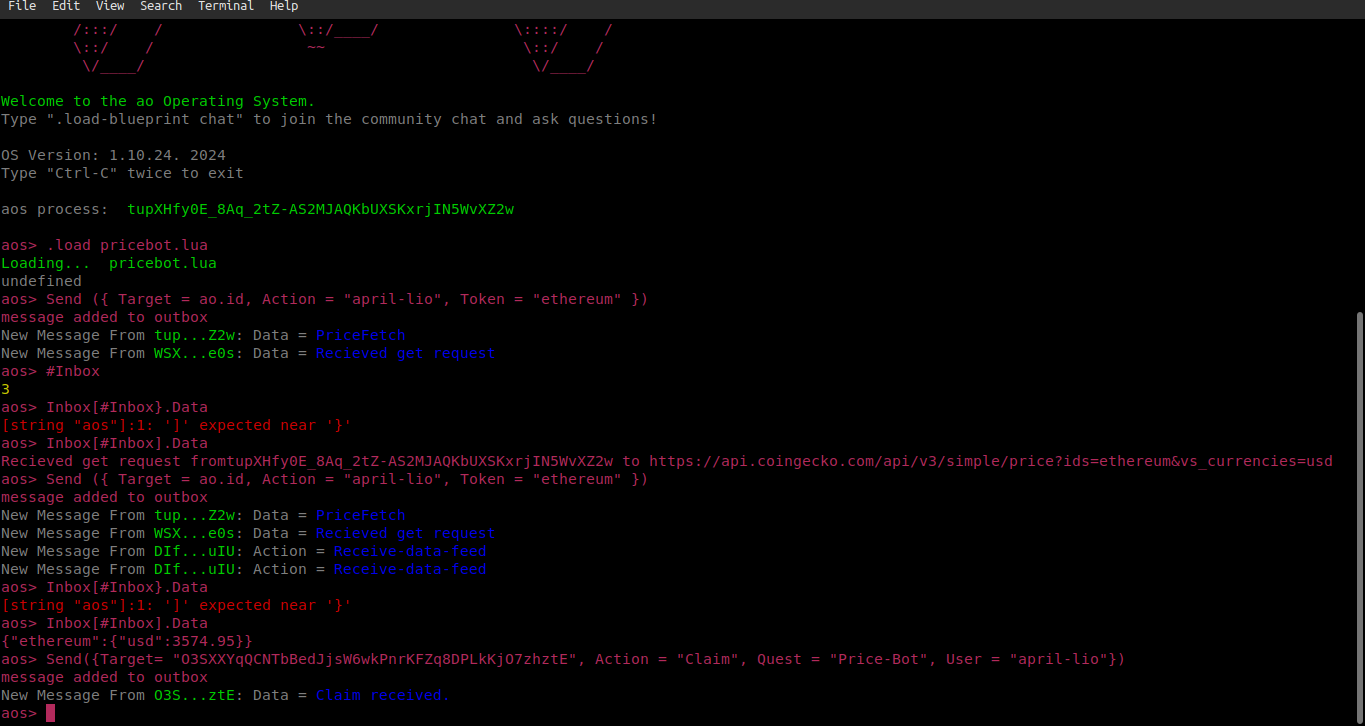 File Edit View Search Terminal Help
/:::/    /                \::/____/               \::::/    /
\::/    /                  ~~                      \::/    /
\/____/                                           \/____/
Welcome to the ao Operating System.
Type ".load-blueprint chat" to join the community chat and ask questions!
OS Version: 1.10.24. 2024
Type "Ctrl-C" twice to exit
aos process:  tupXHfy0E_8Aq_2tZ-AS2MJAQKbUXSKxrjIN5WvXZ2w
aos> .load pricebot.lua
Loading...  pricebot.lua
undefined
aos> Send ({ Target = ao.id, Action = "april-lio", Token = "ethereum" })
message added to outbox
New Message From tup...Z2w: Data = PriceFetch
New Message From WSX...e0s: Data = Recieved get request
aos> #Inbox
3
aos> Inbox[#Inbox}.Data
[string "aos"]:1: ']' expected near '}'
aos> Inbox[#Inbox].Data
Recieved get request fromtupXHfy0E_8Aq_2tZ-AS2MJAQKbUXSKxrjIN5WvXZ2w to https://api.coingecko.com/api/v3/simple/price?ids=ethereum&vs_currencies=usd
aos> Send ({ Target = ao.id, Action = "april-lio", Token = "ethereum" })
message added to outbox
New Message From tup...Z2w: Data = PriceFetch
New Message From WSX...e0s: Data = Recieved get request
New Message From DIf...uIU: Action = Receive-data-feed
New Message From DIf...uIU: Action = Receive-data-feed
aos> Inbox[#Inbox}.Data
[string "aos"]:1: ']' expected near '}'
aos> Inbox[#Inbox].Data
{"ethereum":{"usd":3574.95}}
aos> Send({Target= "O3SXXYqQCNTbBedJjsW6wkPnrKFZq8DPLkKjO7zhztE", Action = "Claim", Quest = "Price-Bot", User = "april-lio"})
message added to outbox
New Message From O3S...ztE: Data = Claim received.
aos>